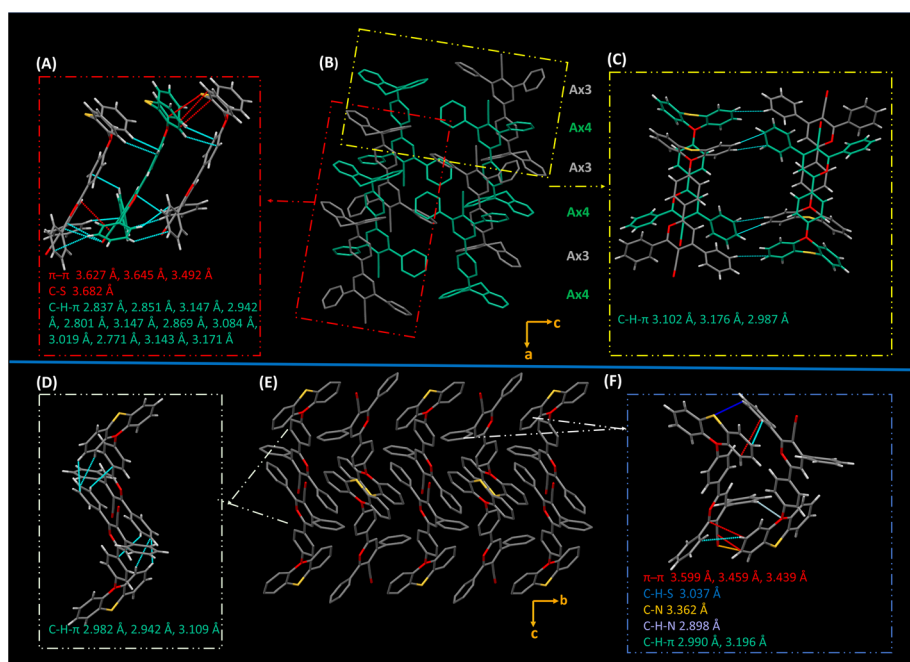 (A)
π–π 3.627 Å, 3.645 Å, 3.492 Å
C-S 3.682 Å
C-H-π 2.837 Å, 2.851 Å, 3.147 Å, 2.942
Å, 2.801 Å, 3.147 Å, 2.869 Å, 3.084 Å,
3.019 Å, 2.771 Å, 3.143 Å, 3.171 Å
(B)
Ax3
Ax4
Ax3
Ax4
Ax3
Ax4
c
a
(C)
C-H-π 3.102 Å, 3.176 Å, 2.987 Å
(D)
C-H-π 2.982 Å, 2.942 Å, 3.109 Å
(E)
b
c
(F)
π–π 3.599 Å, 3.459 Å, 3.439 Å
C-H-S 3.037 Å
C-N 3.362 Å
C-H-N 2.898 Å
C-H-π 2.990 Å, 3.196 Å